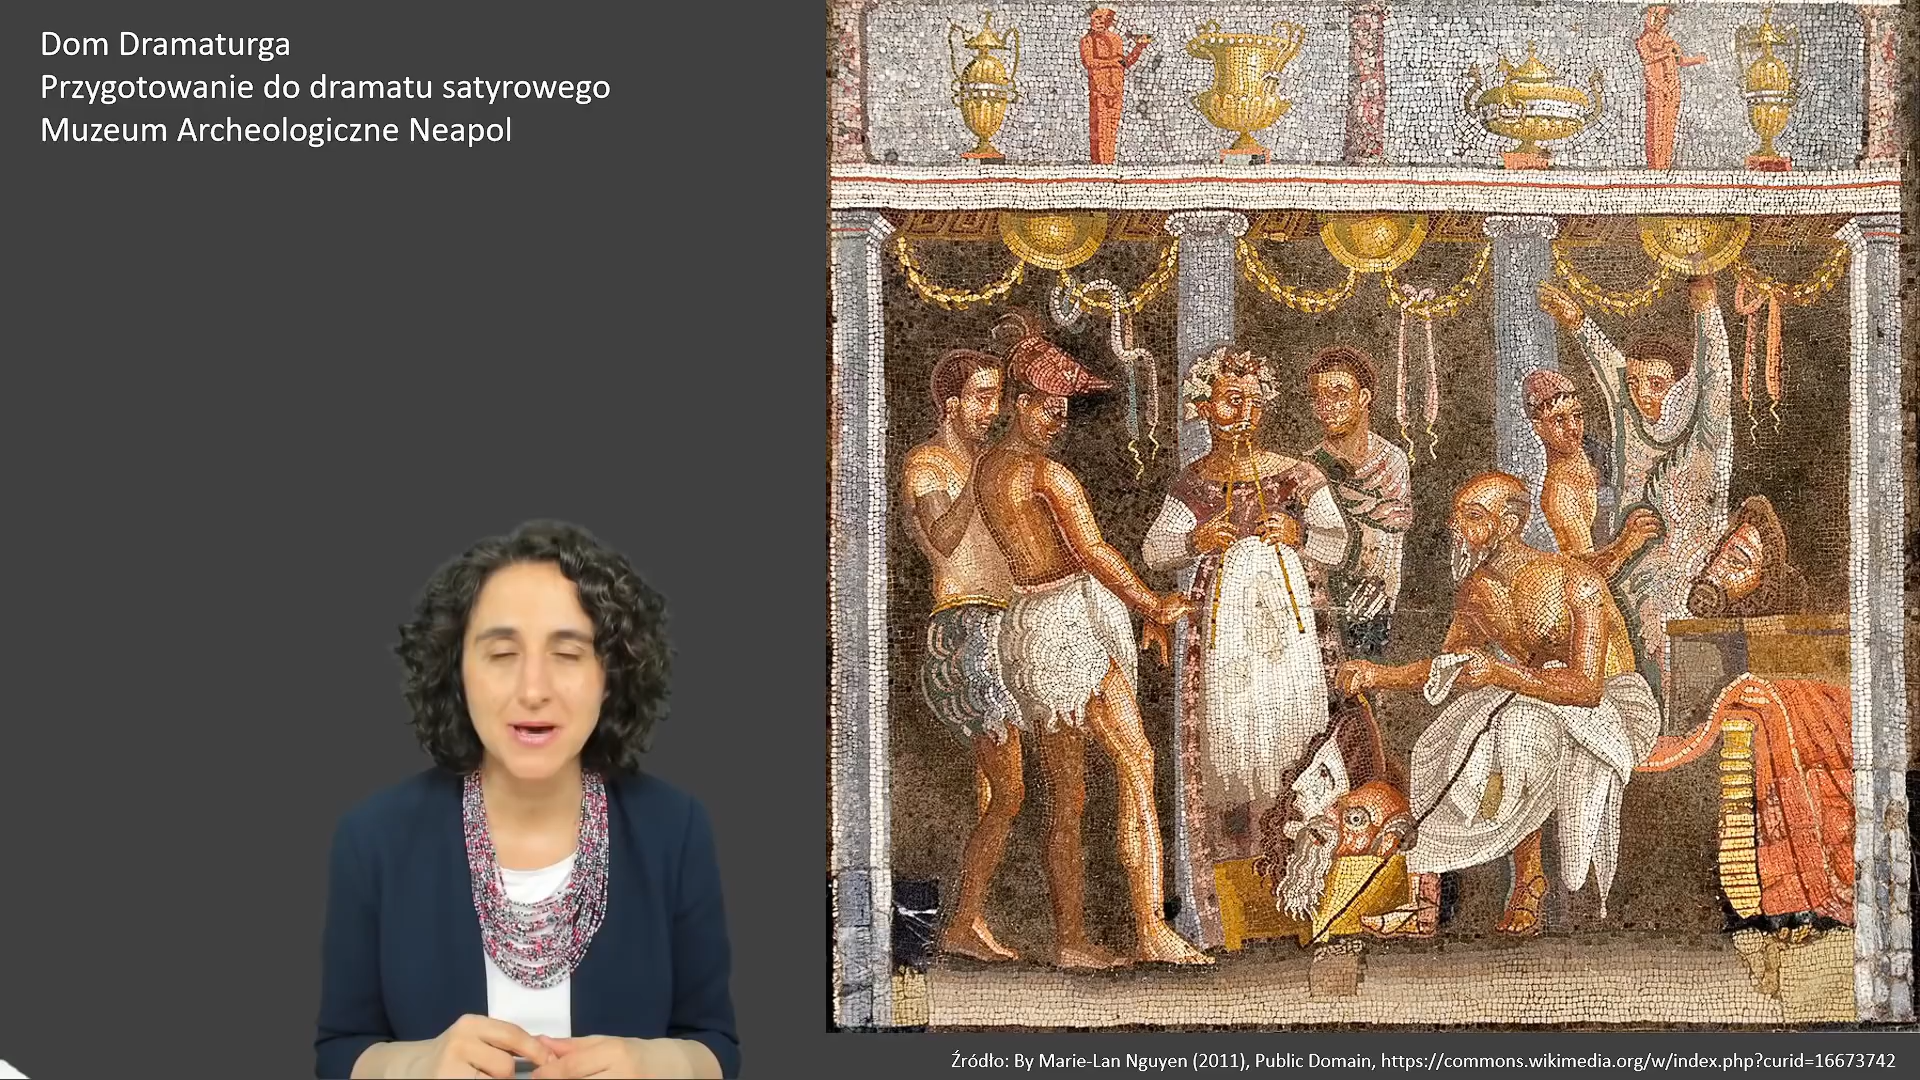 Dom Dramaturga
Przygotowanie do dramatu satyrowego
Muzeum Archeologiczne Neapol
Źródło: By Marie-Lan Nguyen (2011), Public Domain, https://commons.wikimedia.org/w/index.php?curid=16673742